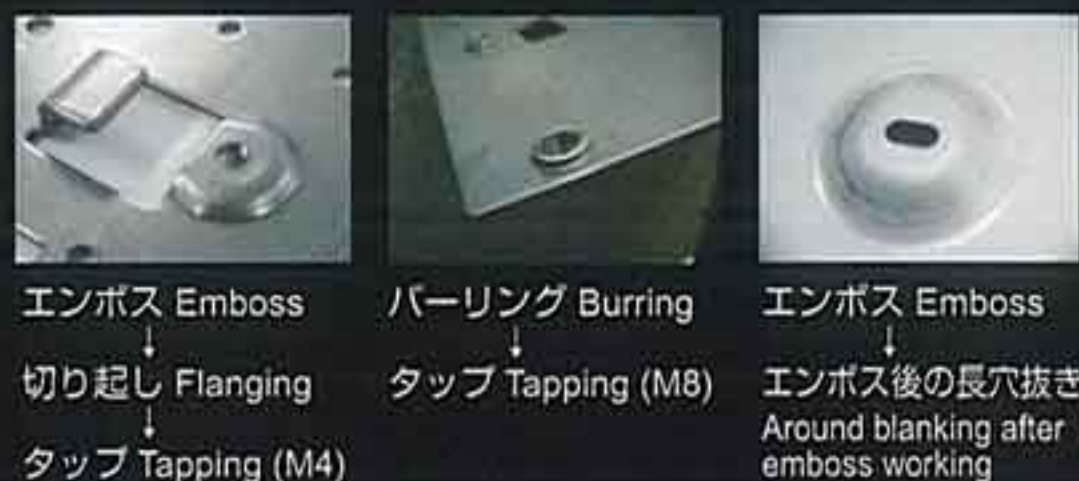 エンボス Emboss
↓
切り起し Flanging
↓
タップ Tapping (M4)
バーリング Burring
↓
タップ Tapping (M8)
エンボス Emboss
↓
エンボス後の長穴抜き
Around blanking after
emboss working